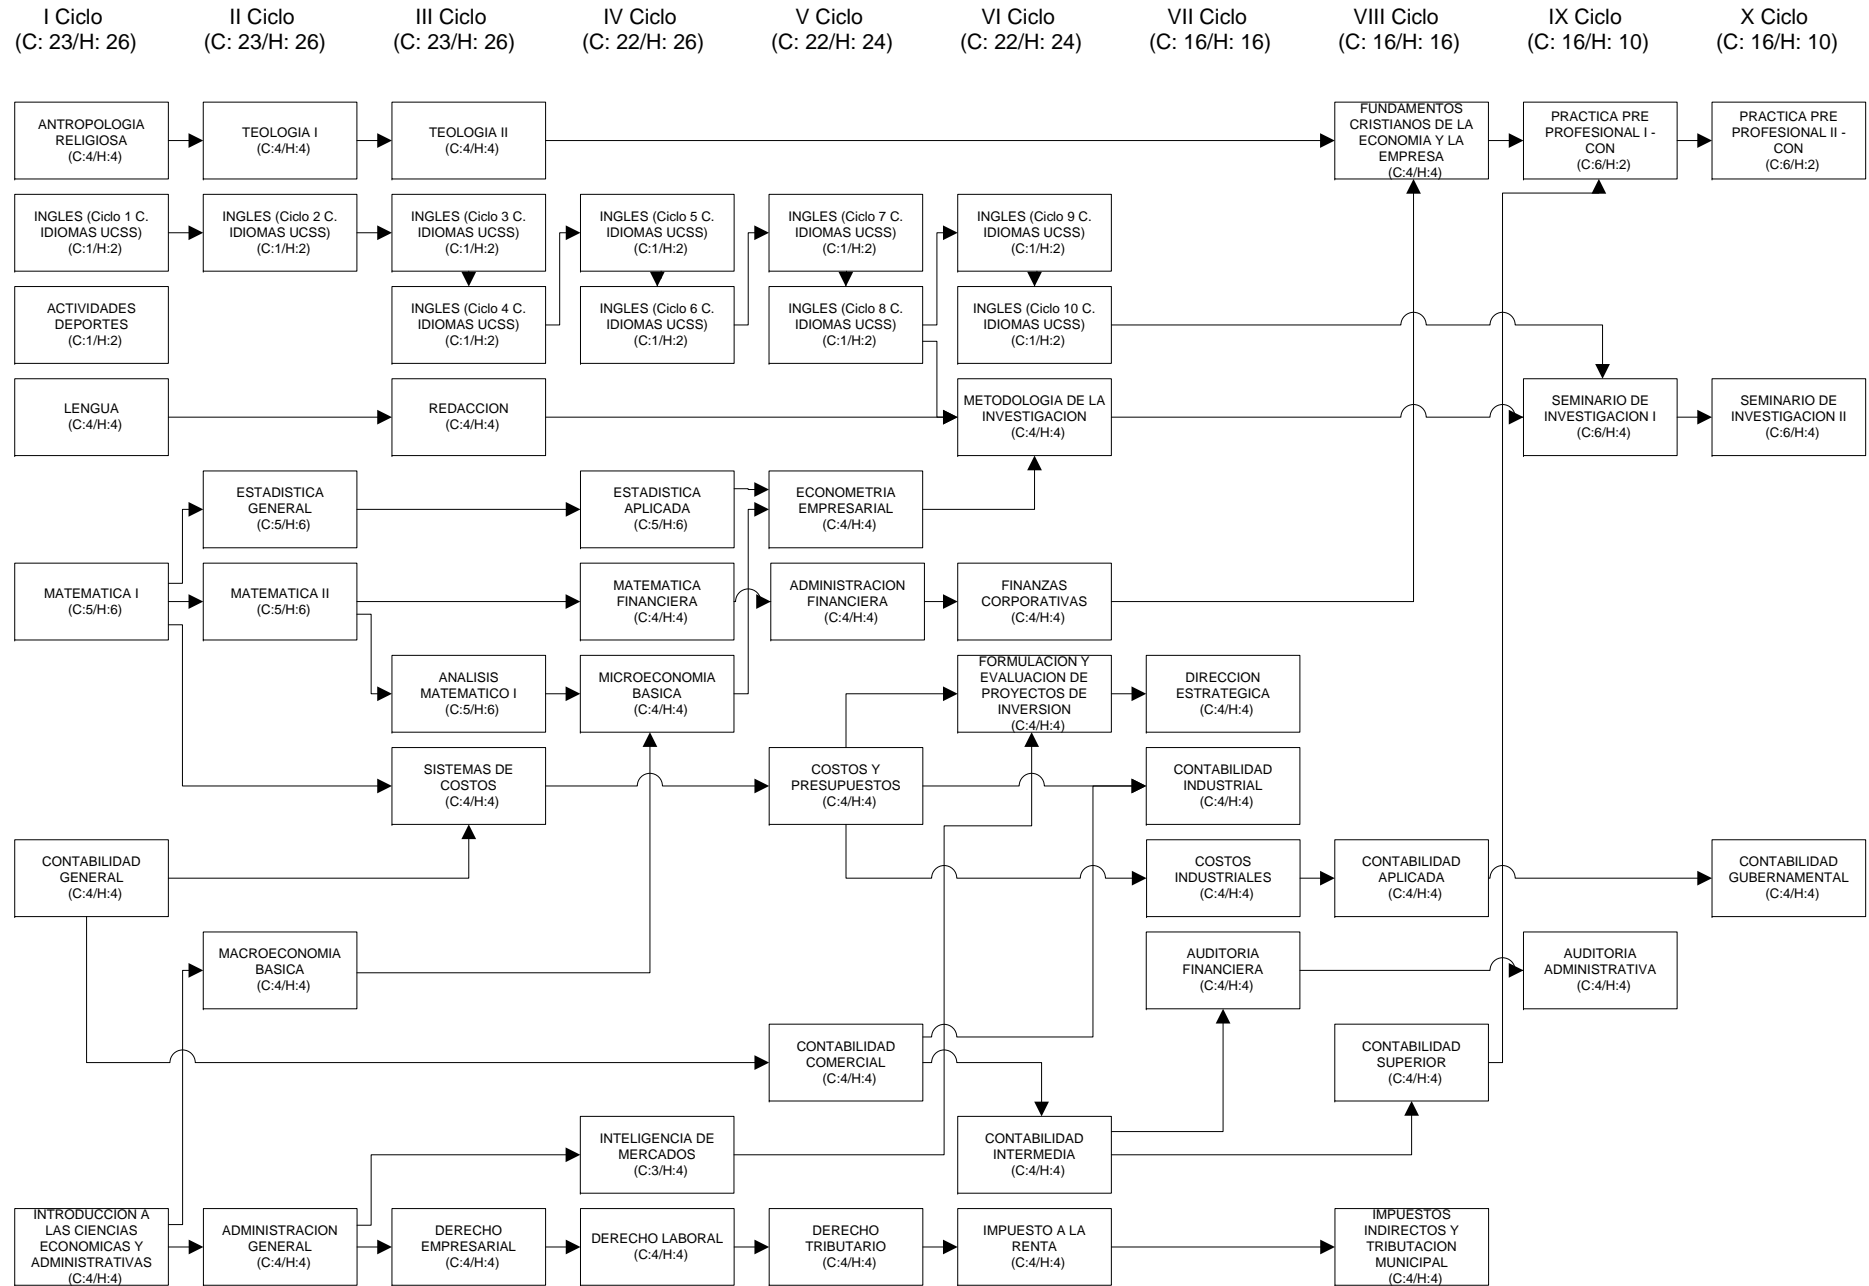 I Ciclo
(C: 23/H: 26)
II Ciclo
(C: 23/H: 26)
III Ciclo
(C: 23/H: 26)
IV Ciclo
(C: 22/H: 26)
V Ciclo
(C: 22/H: 24)
VI Ciclo
(C: 22/H: 24)
VII Ciclo
(C: 16/H: 16)
VIII Ciclo
(C: 16/H: 16)
IX Ciclo
(C: 16/H: 10)
X Ciclo
(C: 16/H: 10)
ANTROPOLOGIA
RELIGIOSA
(C:4/H:4)
TEOLOGIA I
(C:4/H:4)
TEOLOGIA II
(C:4/H:4)
FUNDAMENTOS
CRISTIANOS DE LA
ECONOMIA Y LA
EMPRESA
(C:4/H:4)
PRACTICA PRE
PROFESIONAL I -
CON
(C:6/H:2)
PRACTICA PRE
PROFESIONAL II -
CON
(C:6/H:2)
INGLES (Ciclo 1 C.
IDIOMAS UCSS)
(C:1/H:2)
INGLES (Ciclo 2 C.
IDIOMAS UCSS)
(C:1/H:2)
INGLES (Ciclo 3 C.
IDIOMAS UCSS)
(C:1/H:2)
INGLES (Ciclo 5 C.
IDIOMAS UCSS)
(C:1/H:2)
INGLES (Ciclo 7 C.
IDIOMAS UCSS)
(C:1/H:2)
INGLES (Ciclo 9 C.
IDIOMAS UCSS)
(C:1/H:2)
ACTIVIDADES
DEPORTES
(C:1/H:2)
INGLES (Ciclo 4 C.
IDIOMAS UCSS)
(C:1/H:2)
INGLES (Ciclo 6 C.
IDIOMAS UCSS)
(C:1/H:2)
INGLES (Ciclo 8 C.
IDIOMAS UCSS)
(C:1/H:2)
INGLES (Ciclo 10 C.
IDIOMAS UCSS)
(C:1/H:2)
LENGUA
(C:4/H:4)
REDACCION
(C:4/H:4)
METODOLOGIA DE LA
INVESTIGACION
(C:4/H:4)
SEMINARIO DE
INVESTIGACION I
(C:6/H:4)
SEMINARIO DE
INVESTIGACION II
(C:6/H:4)
ESTADISTICA
GENERAL
(C:5/H:6)
ESTADISTICA
APLICADA
(C:5/H:6)
ECONOMETRIA
EMPRESARIAL
(C:4/H:4)
MATEMATICA I
(C:5/H:6)
MATEMATICA II
(C:5/H:6)
MATEMATICA
FINANCIERA
(C:4/H:4)
ADMINISTRACION
FINANCIERA
(C:4/H:4)
FINANZAS
CORPORATIVAS
(C:4/H:4)
ANALISIS
MATEMATICO I
(C:5/H:6)
MICROECONOMIA
BASICA
(C:4/H:4)
FORMULACION Y
EVALUACION DE
PROYECTOS DE
INVERSION
(C:4/H:4)
DIRECCION
ESTRATEGICA
(C:4/H:4)
SISTEMAS DE
COSTOS
(C:4/H:4)
COSTOS Y
PRESUPUESTOS
(C:4/H:4)
CONTABILIDAD
INDUSTRIAL
(C:4/H:4)
CONTABILIDAD
GENERAL
(C:4/H:4)
COSTOS
INDUSTRIALES
(C:4/H:4)
CONTABILIDAD
APLICADA
(C:4/H:4)
CONTABILIDAD
GUBERNAMENTAL
(C:4/H:4)
MACROECONOMIA
BASICA
(C:4/H:4)
AUDITORIA
FINANCIERA
(C:4/H:4)
AUDITORIA
ADMINISTRATIVA
(C:4/H:4)
CONTABILIDAD
COMERCIAL
(C:4/H:4)
CONTABILIDAD
SUPERIOR
(C:4/H:4)
INTELIGENCIA DE
MERCADOS
(C:3/H:4)
CONTABILIDAD
INTERMEDIA
(C:4/H:4)
INTRODUCCION A
LAS CIENCIAS
ECONOMICAS Y
ADMINISTRATIVAS
(C:4/H:4)
ADMINISTRACION
GENERAL
(C:4/H:4)
DERECHO
EMPRESARIAL
(C:4/H:4)
DERECHO LABORAL
(C:4/H:4)
DERECHO
TRIBUTARIO
(C:4/H:4)
IMPUESTO A LA
RENTA
(C:4/H:4)
IMPUESTOS
INDIRECTOS Y
TRIBUTACION
MUNICIPAL
(C:4/H:4)